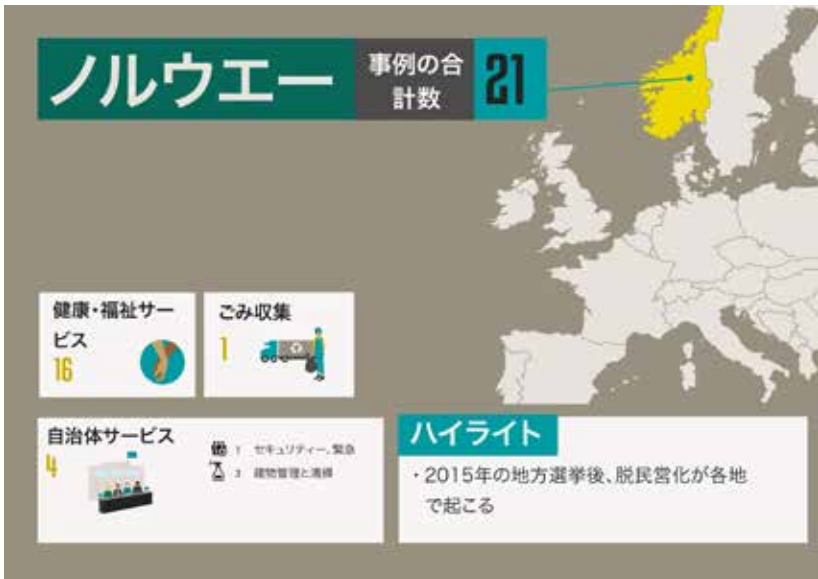 ノルウエー
事例の合
計数
21
健康・福祉サー
ビス
16
ごみ収集
1
自治体サービス
4
1 セキュリティー、緊急
3 建物管理と清掃
ハイライト
・2015年の地方選挙後、脱民営化が各地
で起こる